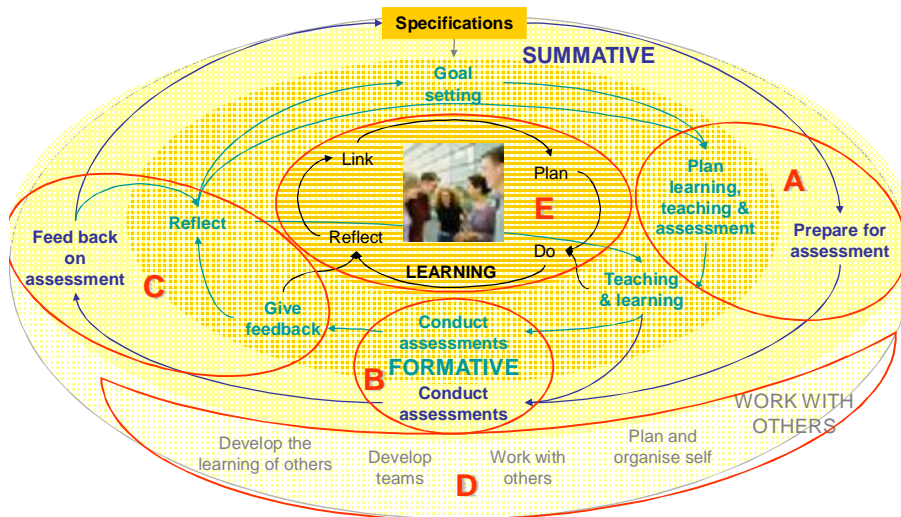 Specifications
SUMMATIVE
Goal
setting
Link
Plan
Plan
learning,
teaching &
assessment
A
E
Reflect
Feed back
on
assessment
Prepare for
assessment
Reflect
Do
LEARNING
Teaching
& learning
C
Give
feedback
Conduct
assessments
FORMATIVE
B
Conduct
assessments
WORK WITH
OTHERS
Develop the
learning of others
Develop
teams
Work with
others
Plan and
organise self
D